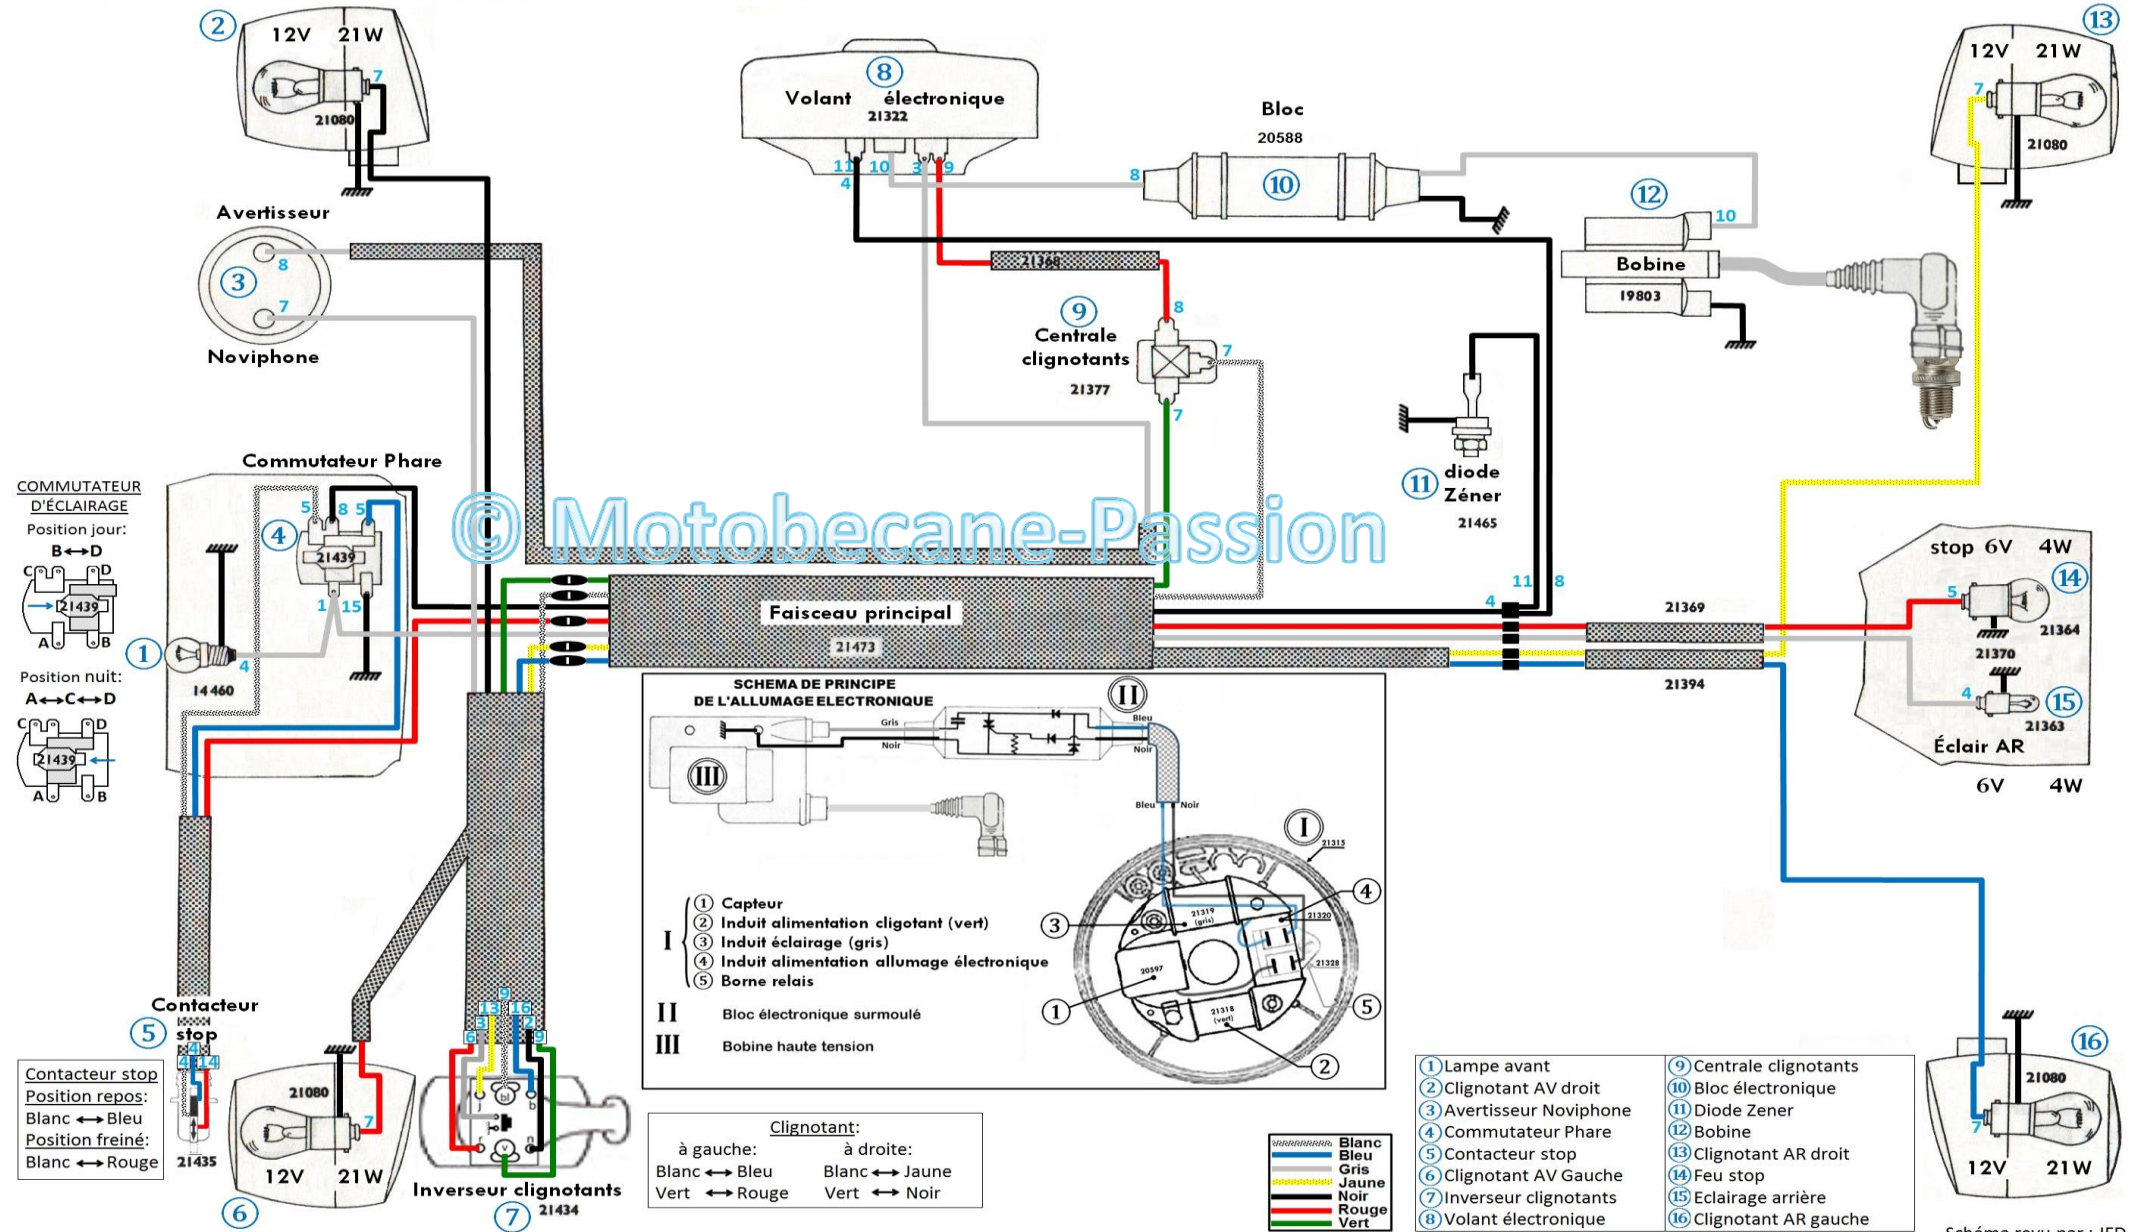 2
12V 21W
7
21080
Avertisseur
3
8
7
Noviphone
8
Volant électronique
21322
11 10 3 9
4
Bloc
20588
8
10
12
10
Bobine
19803
13
12V 21W
7
21080
21368
9
8
Centrale
clignotants
7
21377
7
11
diode
Zéner
21465
© Motobecane-Passion
Commutateur Phare
COMMUTATEUR
D'ÉCLAIRAGE
Position jour:
B↔D
C D
21439
A B
Position nuit:
A↔C↔D
C D
21439
A B
5 8 5
4
21439
1 15
1
4
14460
Faisceau principal
21473
11 8
4
21369
21394
stop 6V 4W
14
5
21364
21370
4
15
21363
Éclair AR
6V 4W
SCHEMA DE PRINCIPE
DE L'ALLUMAGE ELECTRONIQUE
II
Gris
Noir
Bleu
Noir
III
Bleu Noir
I
21315
4
3
21319
(gris)
21320
20597
21328
1
21318
(vert)
5
2
I
1 Capteur
2 Induit alimentation cligotant (vert)
3 Induit éclairage (gris)
4 Induit alimentation allumage électronique
5 Borne relais
II Bloc électronique surmoulé
III Bobine haute tension
Contacteur
5
stop
4
4 14
21435
Contacteur stop
Position repos:
Blanc ↔ Bleu
Position freiné:
Blanc ↔ Rouge
21080
7
12V 21W
6
9
13 16
3 2
6 9
j bl b
r v n
Inverseur clignotants
7
21434
Clignotant:
à gauche: à droite:
Blanc ↔ Bleu Blanc ↔ Jaune
Vert ↔ Rouge Vert ↔ Noir
Blanc
Bleu
Gris
Jaune
Noir
Rouge
Vert
1 Lampe avant
2 Clignotant AV droit
3 Avertisseur Noviphone
4 Commutateur Phare
5 Contacteur stop
6 Clignotant AV Gauche
7 Inverseur clignotants
8 Volant électronique
9 Centrale clignotants
10 Bloc électronique
11 Diode Zener
12 Bobine
13 Clignotant AR droit
14 Feu stop
15 Eclairage arrière
16 Clignotant AR gauche
16
21080
7
12V 21W